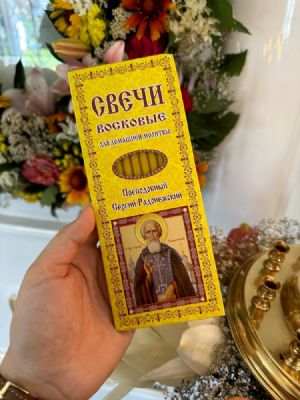 СВЕЧИ
ВОСКОВЫЕ
ДЛЯ ДОМАШНЕЙ МОЛИТВЫ
Преподобный
Сергий Радонежский